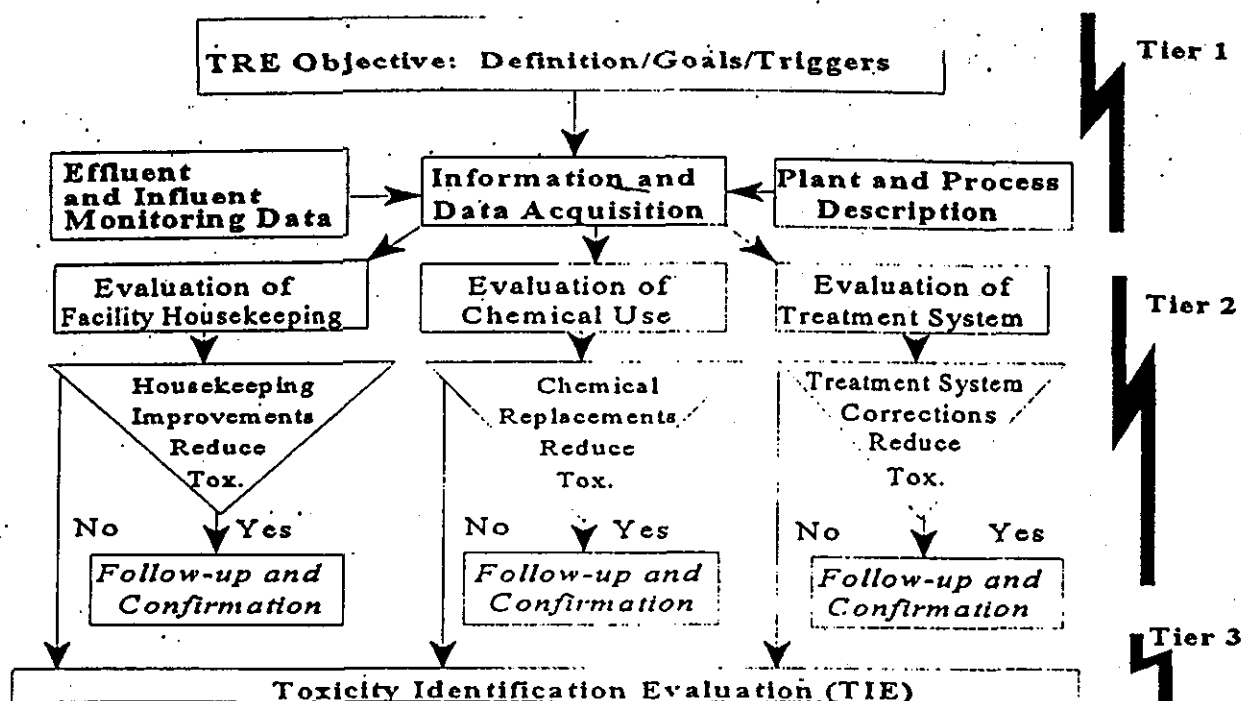 TRE Objective: Definition/Goals/Triggers
Tier 1
Effluent
and Influent
Monitoring Data
Information and
Data Acquisition
Plant and Process
Description
Evaluation of
Facility Housekeeping
Evaluation of
Chemical Use
Evaluation of
Treatment System
Tier 2
Housekeeping
Improvements
Reduce
Tox.
Chemical
Replacements
Reduce
Tox.
Treatment System
Corrections
Reduce
Tox.
No
Yes
No
Yes
No
Yes
Follow-up and
Confirmation
Follow-up and
Confirmation
Follow-up and
Confirmation
Tier 3
Toxicity Identification Evaluation (TIE)